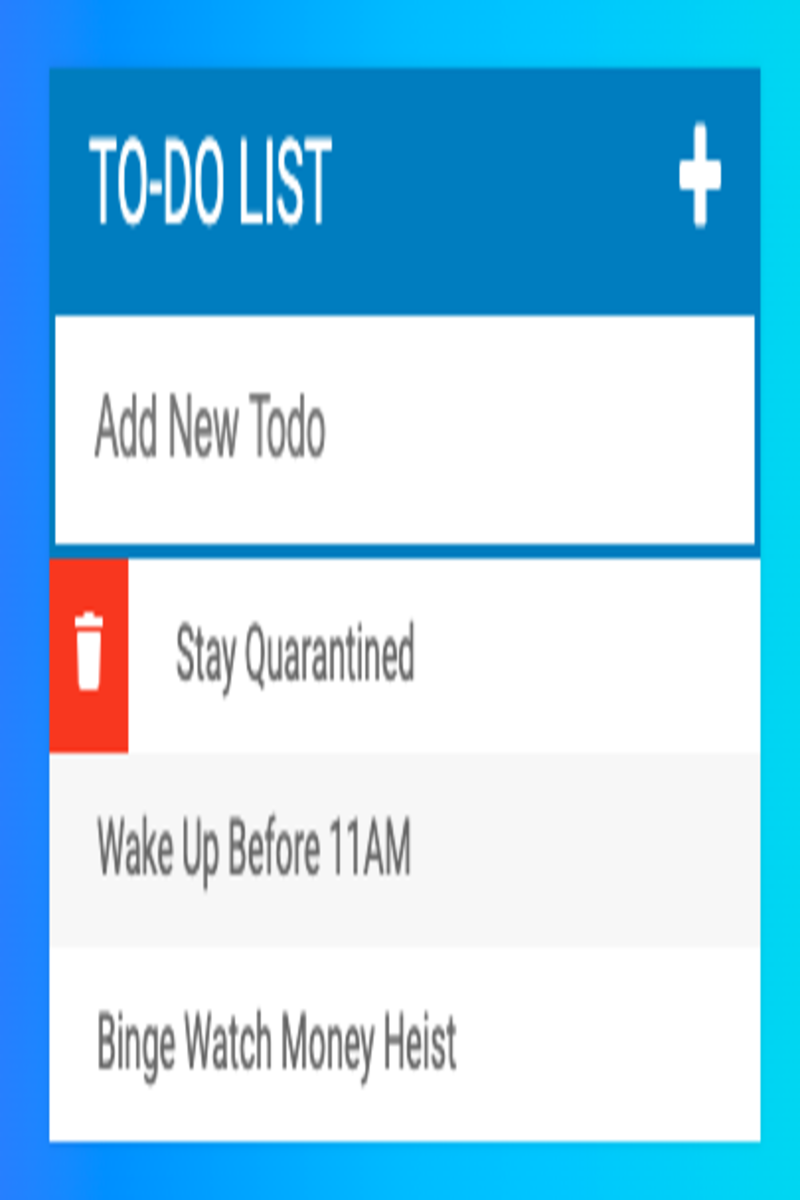 TO-DO LIST
Add New Todo
Stay Quarantined
Wake Up Before 11AM
Binge Watch Money Heist